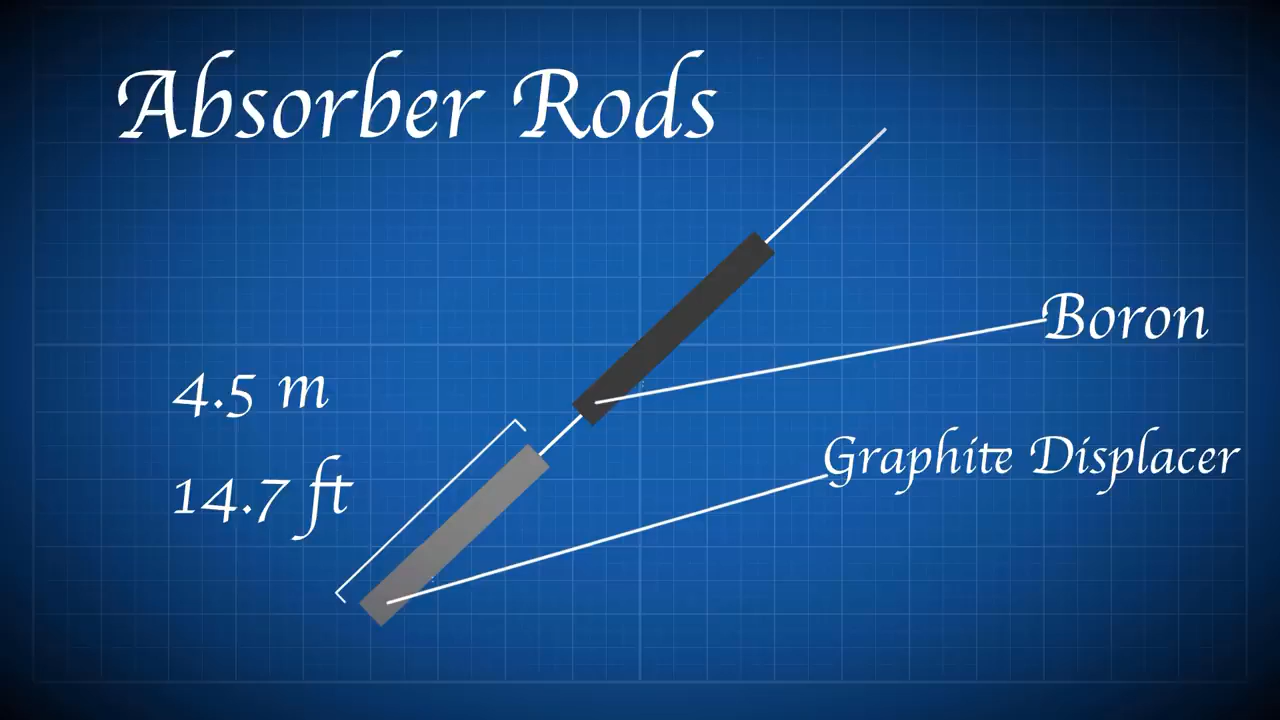 Absorber Rods
Boron
4.5 m
Graphite Displacer
14.7 ft